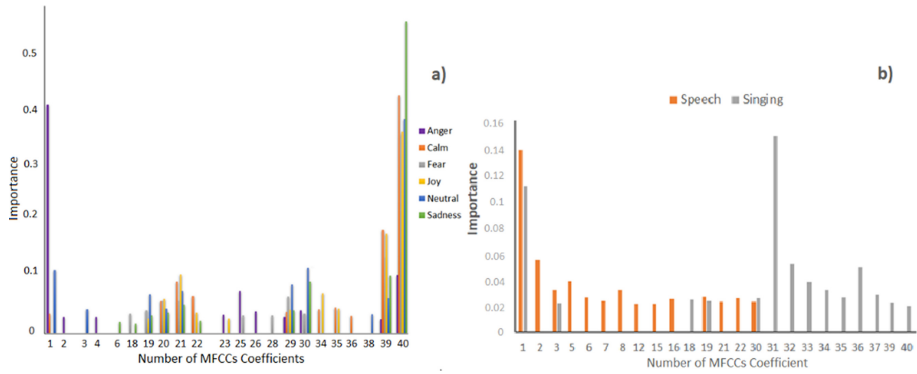 a)
0.5
0.4
0.3
0.2
0.1
0
Importance
1 2 3 4 6 18 19 20 21 22 23 25 26 28 29 30 34 35 36 38 39 40
Number of MFCCs Coefficients
Anger
Calm
Fear
Joy
Neutral
Sadness
b)
Speech Singing
0.16
0.14
0.12
0.1
0.08
0.06
0.04
0.02
0
Importance
1 2 3 5 6 7 8 12 15 16 18 19 21 22 30 31 32 33 34 35 36 37 39 40
Number of MFCCs Coefficient